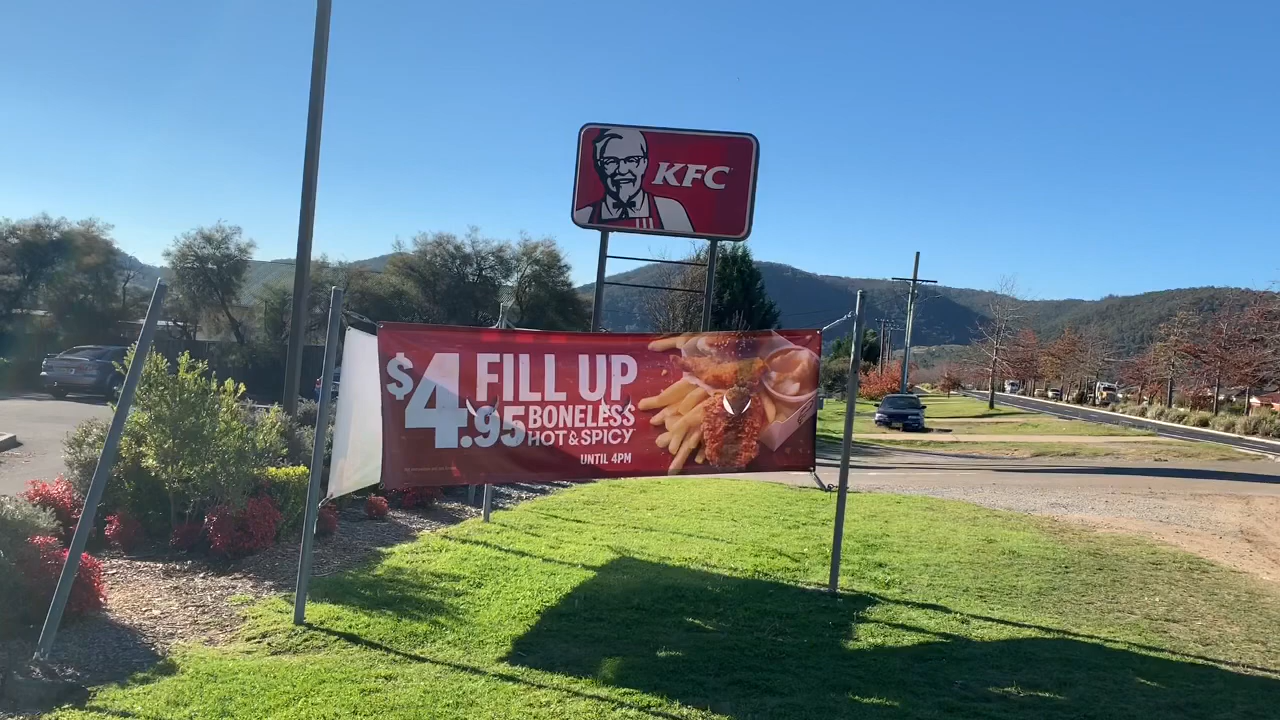 KFC
$4.95 FILL UP
BONELESS
HOT & SPICY
UNTIL 4PM